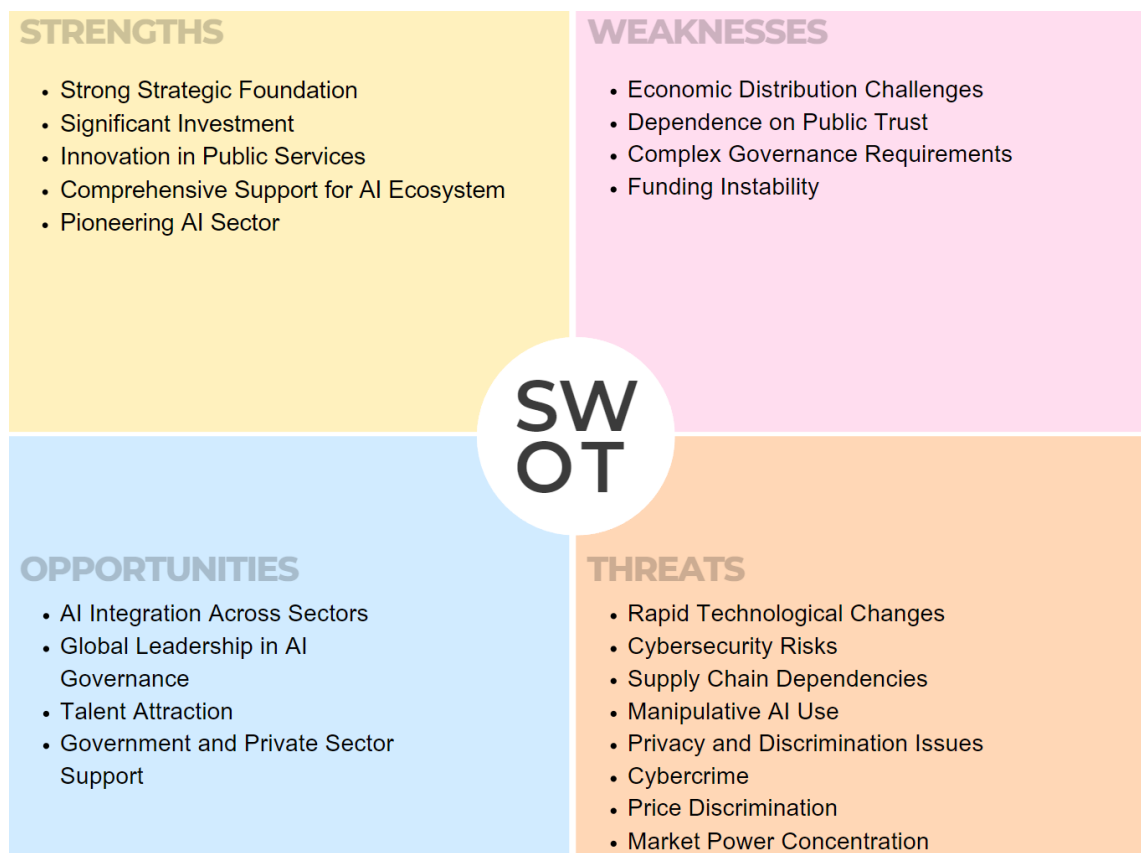 STRENGTHS
• Strong Strategic Foundation
• Significant Investment
• Innovation in Public Services
• Comprehensive Support for AI Ecosystem
• Pioneering AI Sector
WEAKNESSES
• Economic Distribution Challenges
• Dependence on Public Trust
• Complex Governance Requirements
• Funding Instability
SW
OT
OPPORTUNITIES
• AI Integration Across Sectors
• Global Leadership in AI
Governance
• Talent Attraction
• Government and Private Sector
Support
THREATS
• Rapid Technological Changes
• Cybersecurity Risks
• Supply Chain Dependencies
• Manipulative AI Use
• Privacy and Discrimination Issues
• Cybercrime
• Price Discrimination
• Market Power Concentration